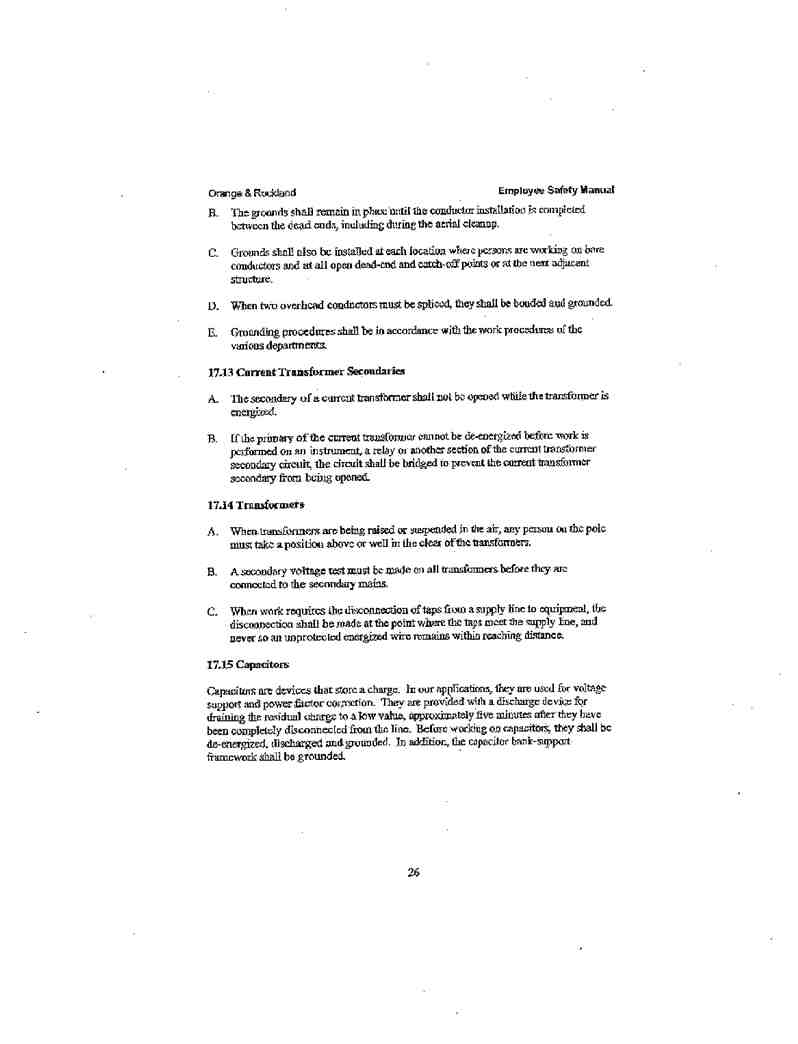 Orange & Rockland Employee Safety Manual
B. The grounds shall remain in place until the conductor installation is completed
between the dead ends, including during the aerial cleanup.
C. Grounds shall also be installed at each location where persons are working on bare
conductors and at all open dead-end and catch-off points or at the next adjacent
structure.
D. When two overhead conductors must be spliced, they shall be bonded and grounded.
E. Grounding procedures shall be in accordance with the work procedures of the
various departments.
17.13 Current Transformer Secondaries
A. The secondary of a current transformer shall not be opened while the transformer is
energized.
B. If the primary of the current transformer cannot be de-energized before work is
performed on an instrument, a relay or another section of the current transformer
secondary circuit, the circuit shall be bridged to prevent the current transformer
secondary from being opened.
17.14 Transformers
A. When transformers are being raised or suspended in the air, any person on the pole
must take a position above or well in the clear of the transformers.
B. A secondary voltage test must be made on all transformers before they are
connected to the secondary mains.
C. When work requires the disconnection of taps from a supply line to equipment, the
disconnection shall be made at the point where the taps meet the supply line, and
never so an unprotected energized wire remains within reaching distance.
17.15 Capacitors
Capacitors are devices that store a charge. In our applications, they are used for voltage
support and power factor correction. They are provided with a discharge device for
draining the residual charge to a low value, approximately five minutes after they have
been completely disconnected from the line. Before working on capacitors, they shall be
de-energized, discharged and grounded. In addition, the capacitor bank-support
framework shall be grounded.
26